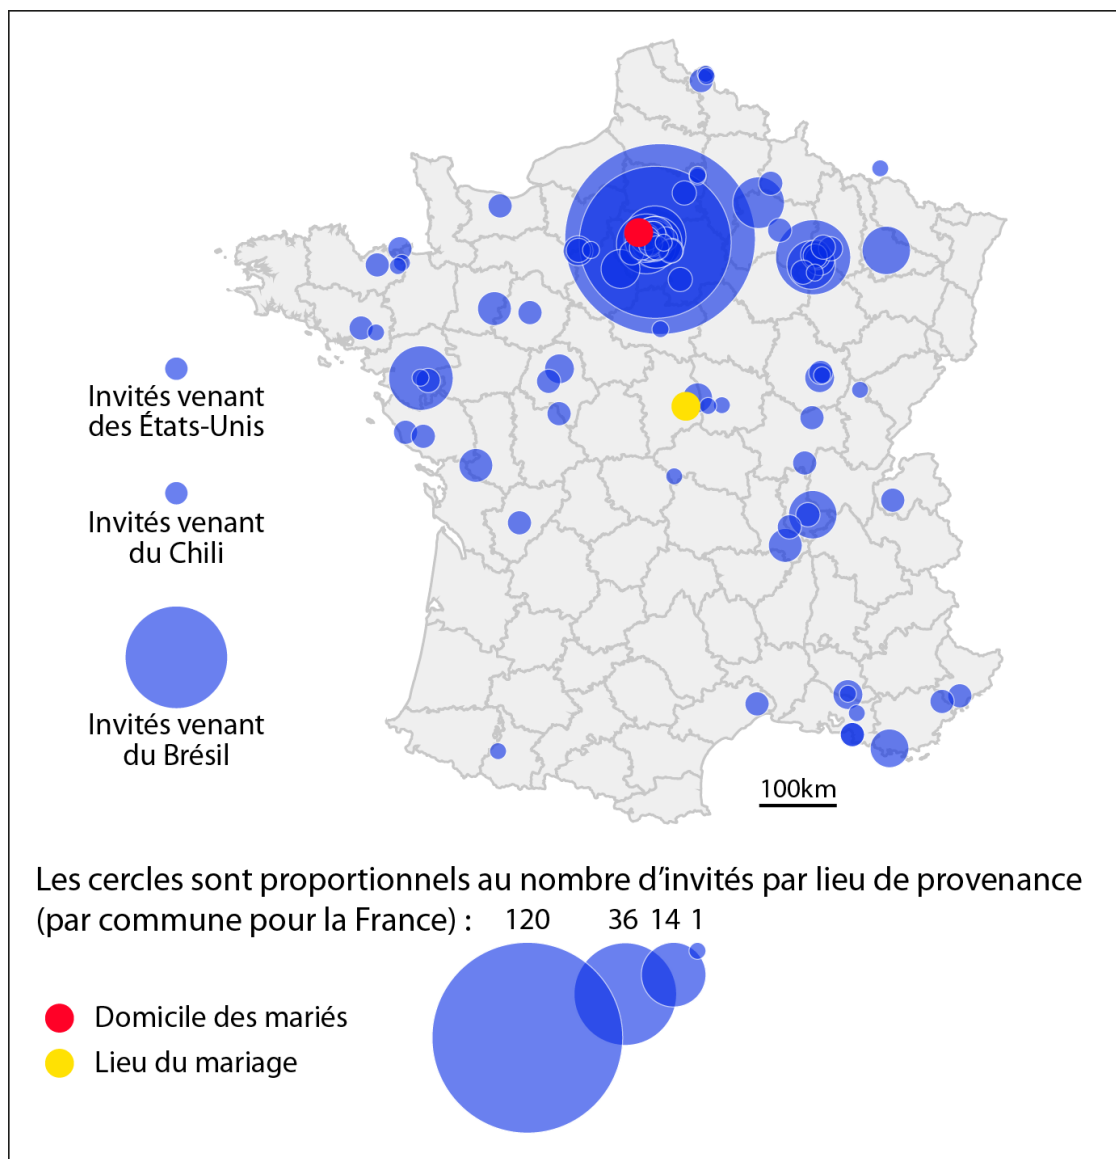 Invités venant
des États-Unis
Invités venant
du Chili
Invités venant
du Brésil
100km
Les cercles sont proportionnels au nombre d’invités par lieu de provenance
(par commune pour la France) : 120 36 14 1
Domicile des mariés
Lieu du mariage